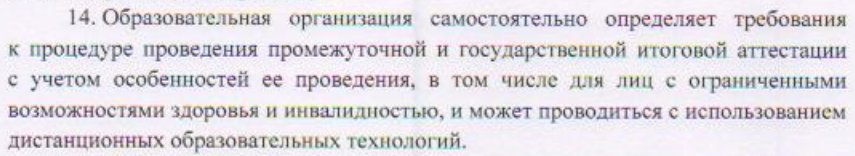 14. Образовательная организация самостоятельно определяет требования
к процедуре проведения промежуточной и государственной итоговой аттестации
с учетом особенностей ее проведения, в том числе для лиц с ограниченными
возможностями здоровья и инвалидностью, и может проводиться с использованием
дистанционных образовательных технологий.